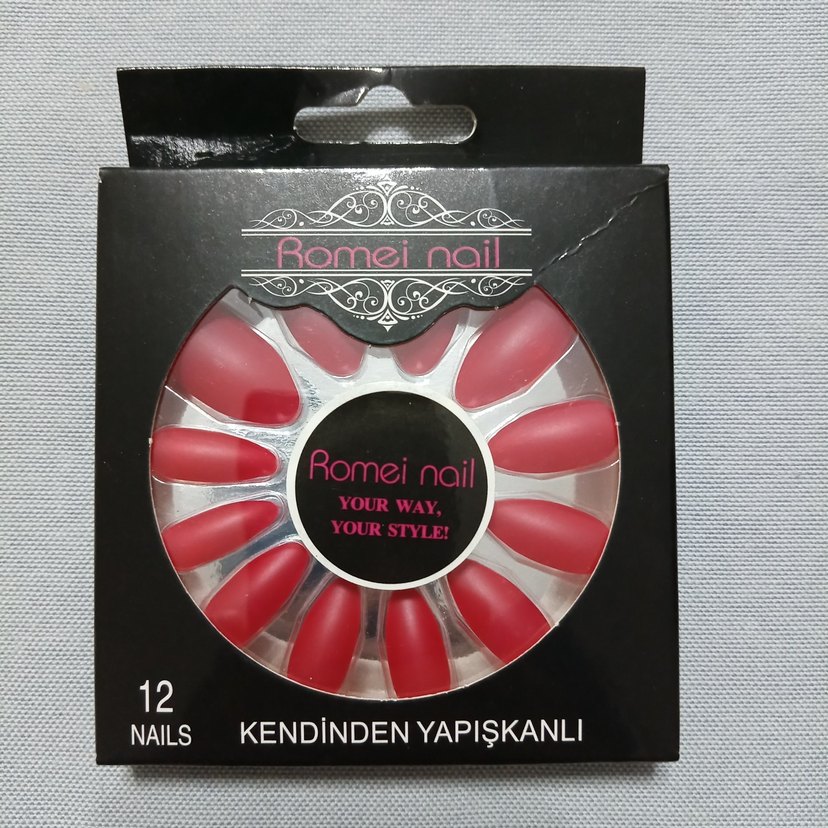 Romei nail
Romei nail
YOUR WAY,
YOUR STYLE!
12
NAILS
KENDİNDEN YAPIŞKANLI